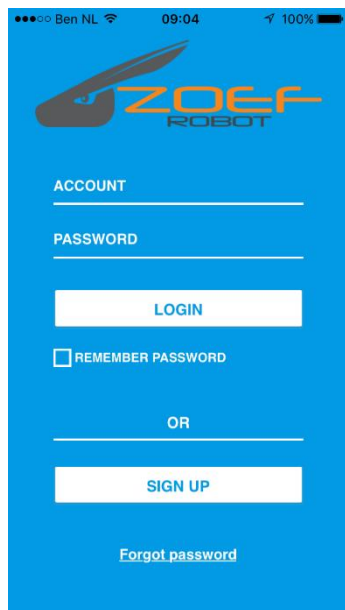 Ben NL 09:04 100%
ZOEF
ROBOT
ACCOUNT
PASSWORD
LOGIN
REMEMBER PASSWORD
OR
SIGN UP
Forgot password